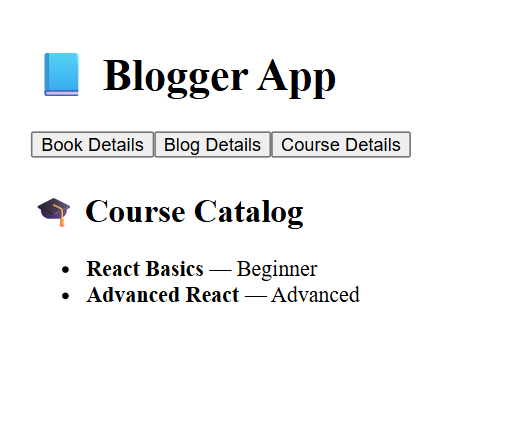 📘 Blogger App
Book Details Blog Details Course Details
🎓 Course Catalog
• React Basics — Beginner
• Advanced React — Advanced